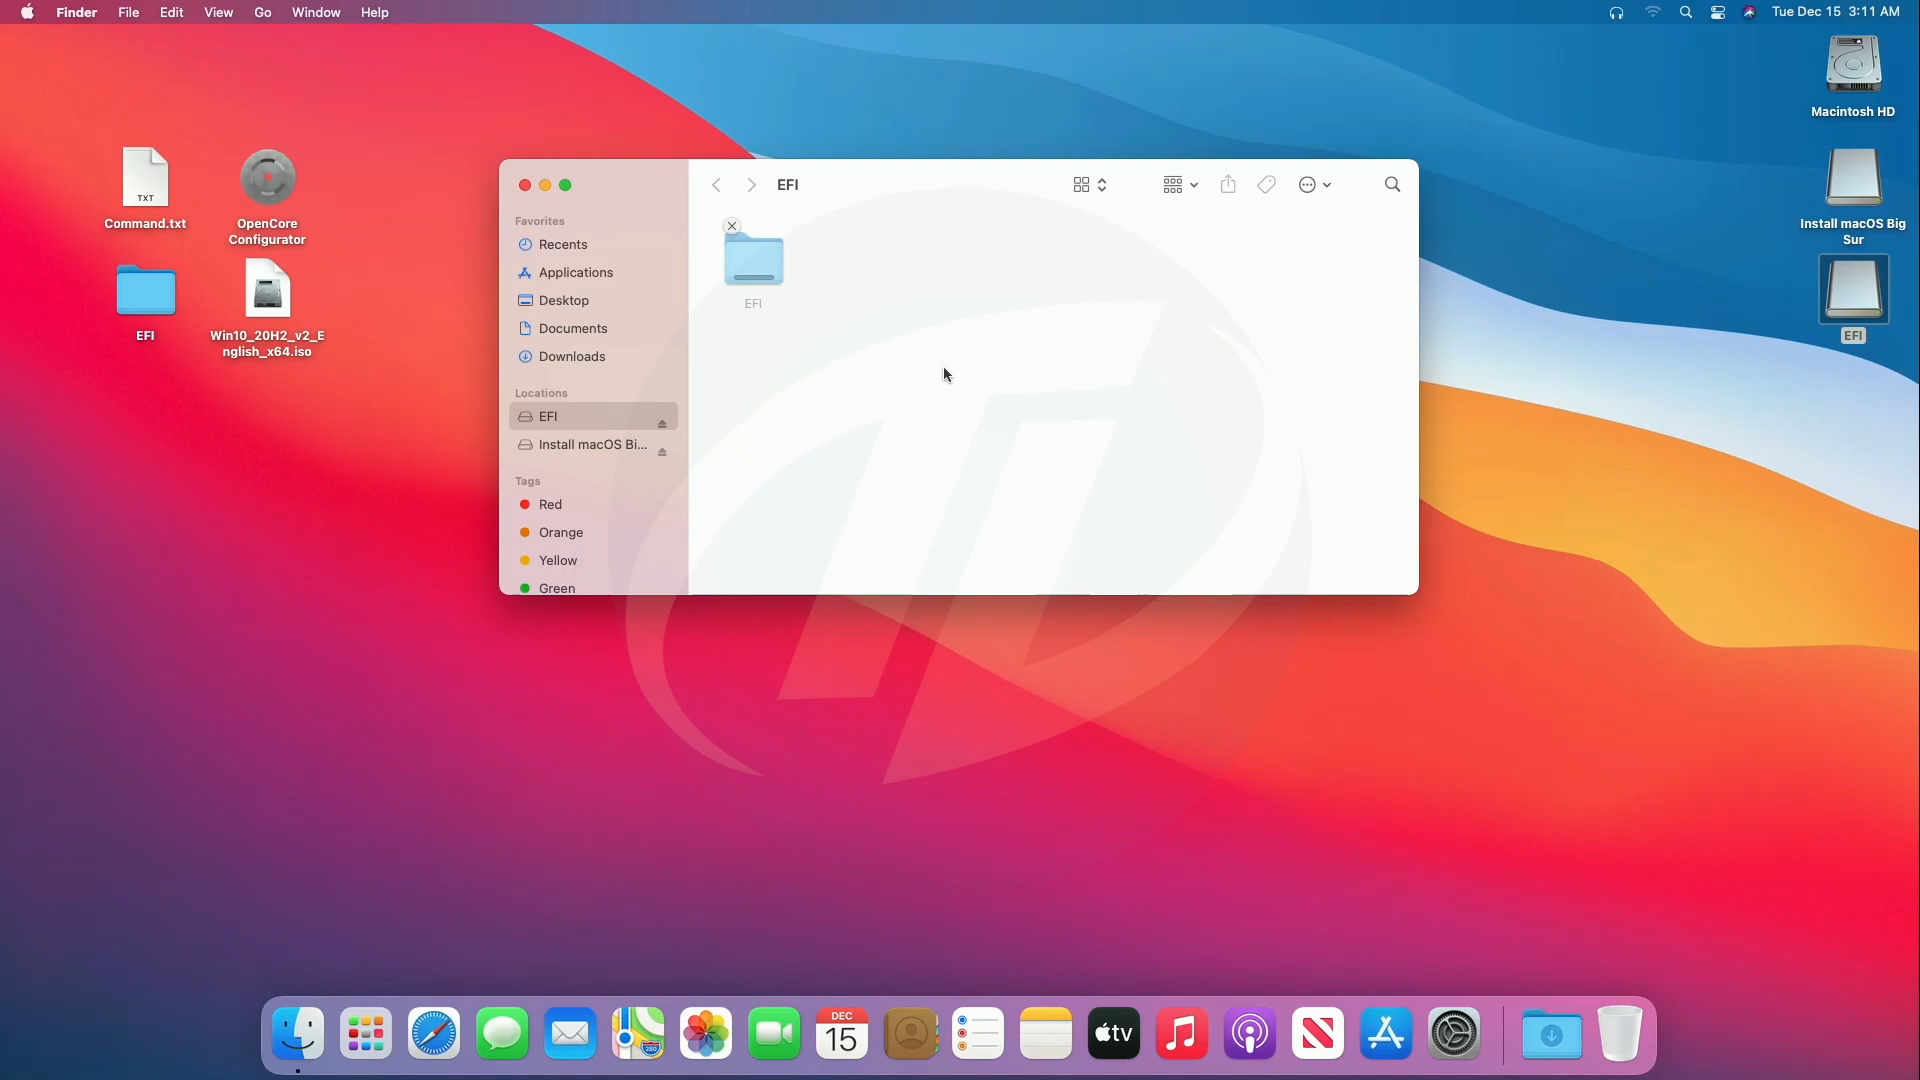 Finder File Edit View Go Window Help
Tue Dec 15 3:11 AM
Macintosh HD
Install macOS Big
Sur
EFI
TXT
Command.txt
OpenCore
Configurator
EFI
Win10_20H2_v2_E
nglish_x64.iso
EFI
Favorites
Recents
Applications
Desktop
Documents
Downloads
Locations
EFI
Install macOS Bi...
Tags
Red
Orange
Yellow
Green
EFI
280
DEC
15
tv